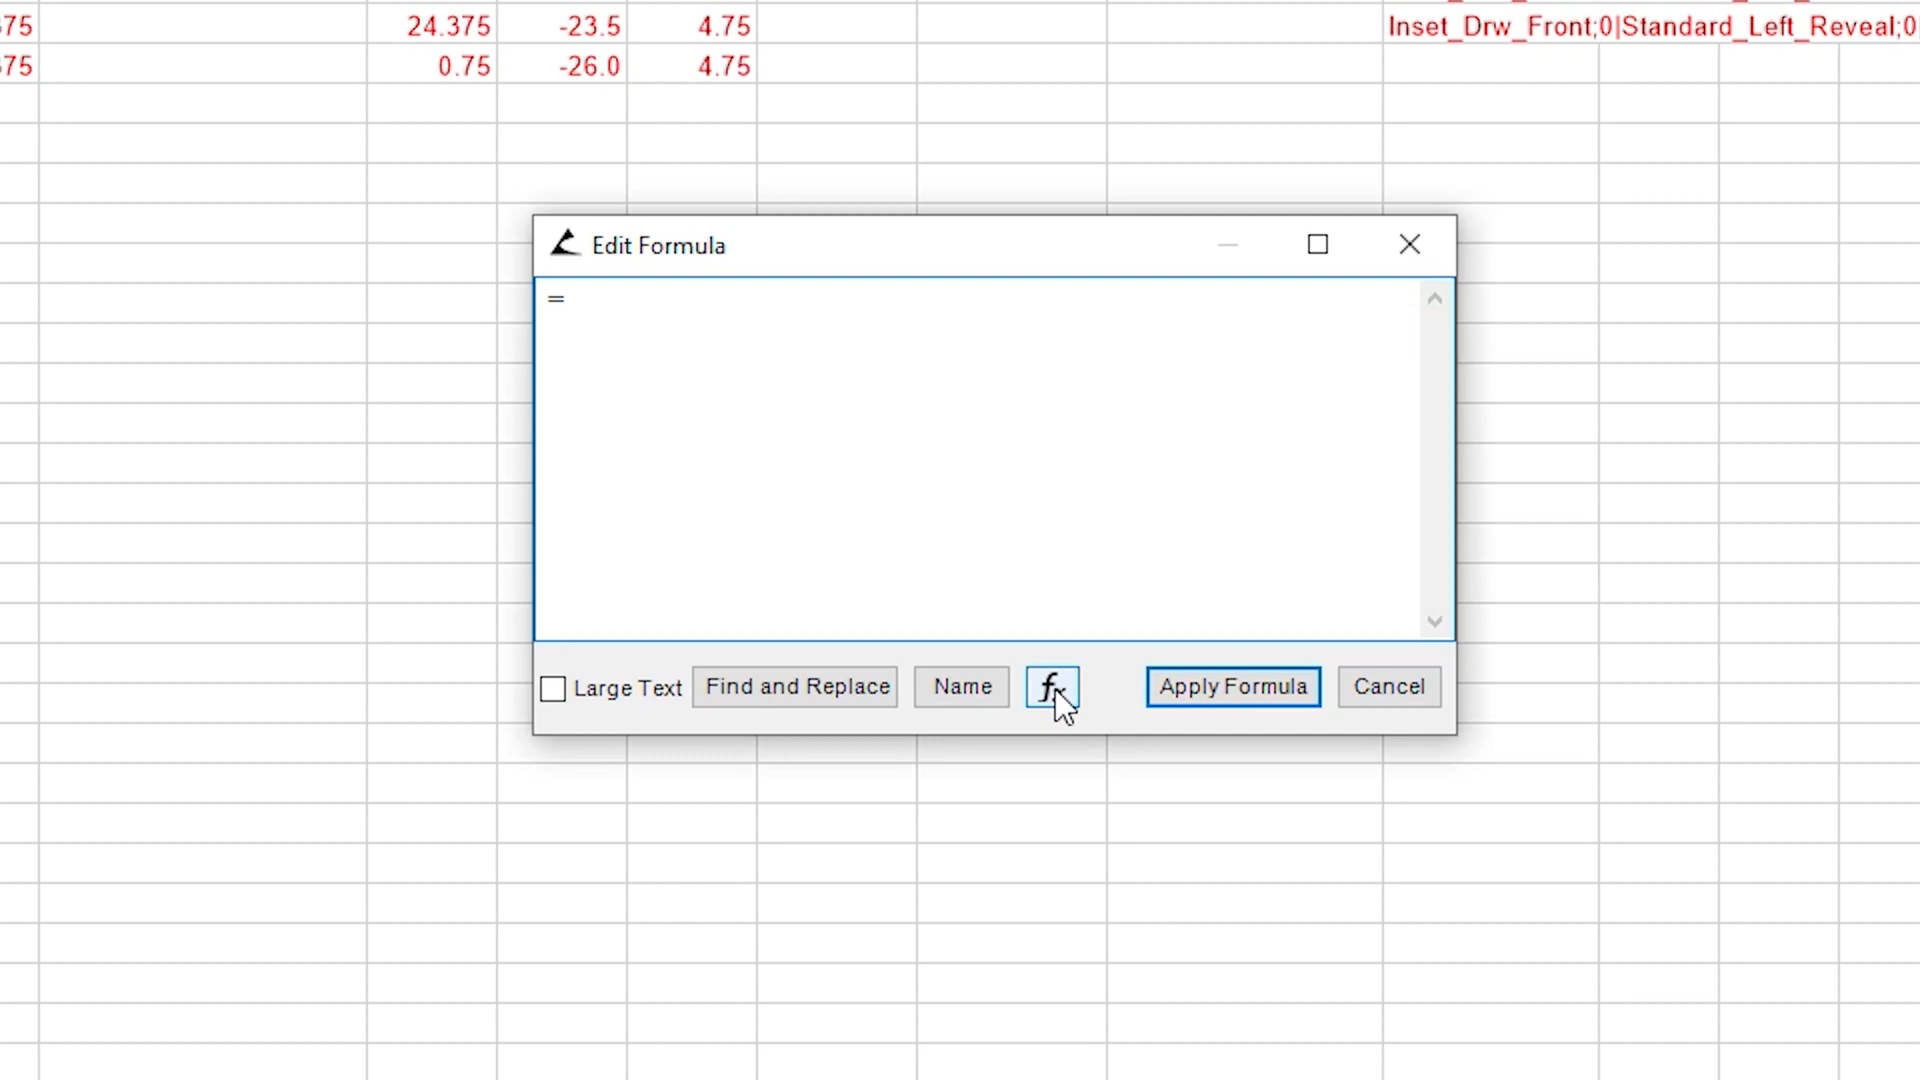 75 24.375 -23.5 4.75 Inset_Drw_Front;0|Standard_Left_Reveal;0
75 0.75 -26.0 4.75
Edit Formula
=
Large Text Find and Replace Name Apply Formula Cancel